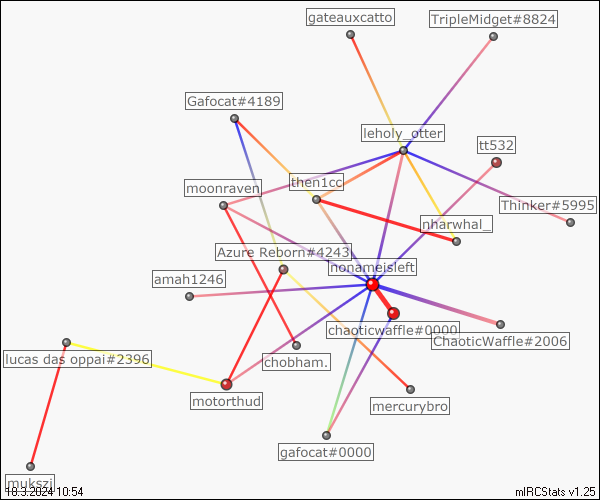 gateauxcatto
TripleMidget#8824
Gafocat#4189
leholy_otter
tt532
then1cc
moonraven
Thinker#5995
nharwhal_
Azure Reborn#4243
nonameisleft
amah1246
chaoticwaffle#0000
ChaoticWaffle#2006
lucas das oppai#2396
chobham.
motorthud
mercurybro
gafocat#0000
mukszi
10.3.2024 10:54
mIRCStats v1.25